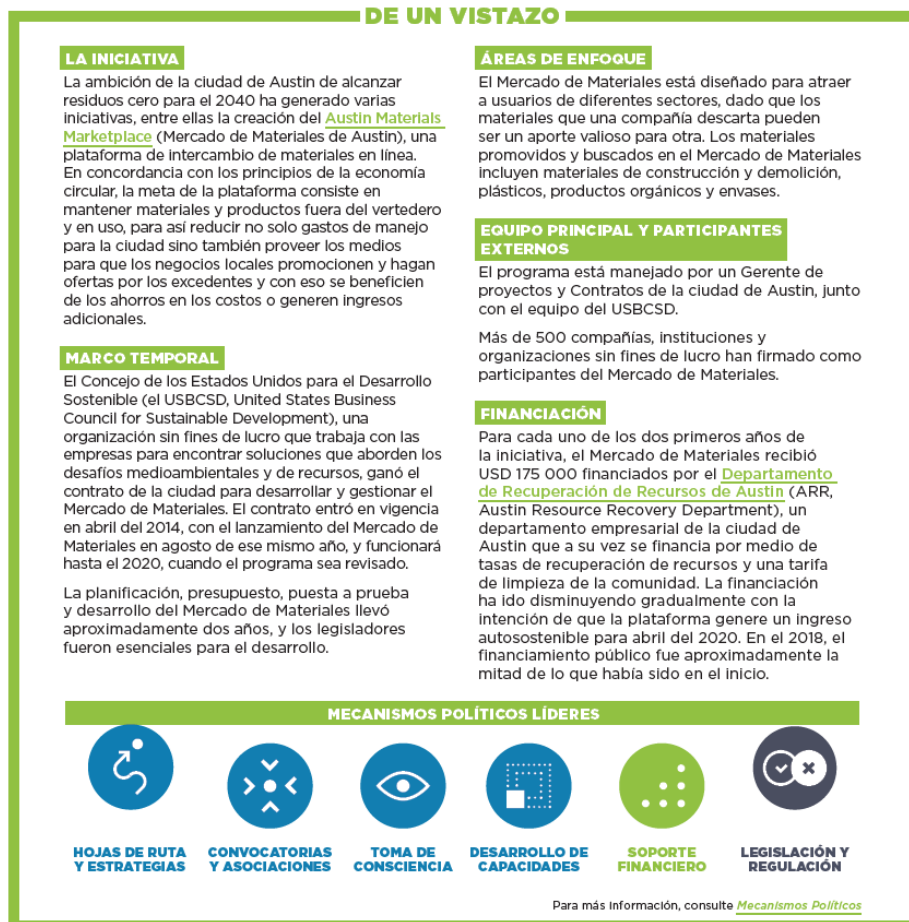 DE UN VISTAZO
LA INICIATIVA
La ambición de la ciudad de Austin de alcanzar
residuos cero para el 2040 ha generado varias
iniciativas, entre ellas la creación del Austin Materials
Marketplace (Mercado de Materiales de Austin), una
plataforma de intercambio de materiales en línea.
En concordancia con los principios de la economía
circular, la meta de la plataforma consiste en
mantener materiales y productos fuera del vertedero
y en uso, para así reducir no solo gastos de manejo
para la ciudad sino también proveer los medios
para que los negocios locales promocionen y hagan
ofertas por los excedentes y con eso se beneficien
de los ahorros en los costos o generen ingresos
adicionales.
MARCO TEMPORAL
El Concejo de los Estados Unidos para el Desarrollo
Sostenible (el USBCSD, United States Business
Council for Sustainable Development), una
organización sin fines de lucro que trabaja con las
empresas para encontrar soluciones que aborden los
desafíos medioambientales y de recursos, ganó el
contrato de la ciudad para desarrollar y gestionar el
Mercado de Materiales. El contrato entró en vigencia
en abril del 2014, con el lanzamiento del Mercado de
Materiales en agosto de ese mismo año, y funcionará
hasta el 2020, cuando el programa sea revisado.
La planificación, presupuesto, puesta a prueba
y desarrollo del Mercado de Materiales llevó
aproximadamente dos años, y los legisladores
fueron esenciales para el desarrollo.
ÁREAS DE ENFOQUE
El Mercado de Materiales está diseñado para atraer
a usuarios de diferentes sectores, dado que los
materiales que una compañía descarta pueden
ser un aporte valioso para otra. Los materiales
promovidos y buscados en el Mercado de Materiales
incluyen materiales de construcción y demolición,
plásticos, productos orgánicos y envases.
EQUIPO PRINCIPAL Y PARTICIPANTES
EXTERNOS
El programa está manejado por un Gerente de
proyectos y Contratos de la ciudad de Austin, junto
con el equipo del USBCSD.
Más de 500 compañías, instituciones y
organizaciones sin fines de lucro han firmado como
participantes del Mercado de Materiales.
FINANCIACIÓN
Para cada uno de los dos primeros años de
la iniciativa, el Mercado de Materiales recibió
USD 175 000 financiados por el Departamento
de Recuperación de Recursos de Austin (ARR,
Austin Resource Recovery Department), un
departamento empresarial de la ciudad de
Austin que a su vez se financia por medio de
tasas de recuperación de recursos y una tarifa
de limpieza de la comunidad. La financiación
ha ido disminuyendo gradualmente con la
intención de que la plataforma genere un ingreso
autosostenible para abril del 2020. En el 2018, el
financiamiento público fue aproximadamente la
mitad de lo que había sido en el inicio.
MECANISMOS POLÍTICOS LÍDERES
HOJAS DE RUTA
Y ESTRATEGIAS
CONVOCATORIAS
Y ASOCIACIONES
TOMA DE
CONSCIENCIA
DESARROLLO DE
CAPACIDADES
SOPORTE
FINANCIERO
LEGISLACIÓN Y
REGULACIÓN
Para más información, consulte Mecanismos Políticos